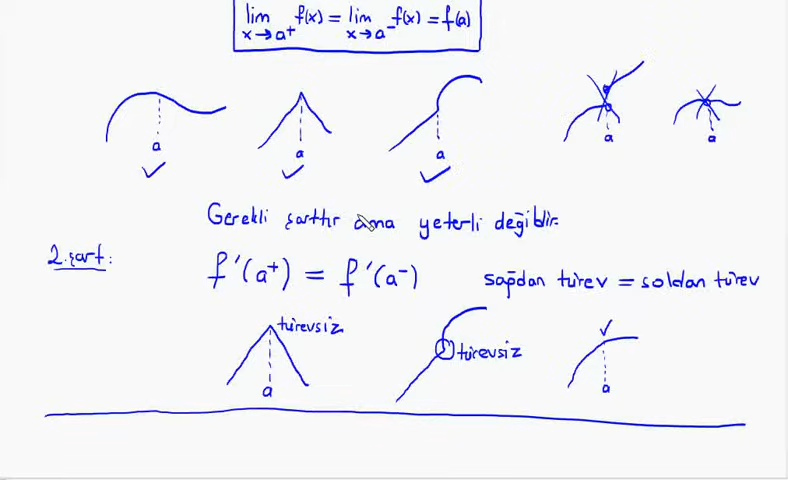 lim f(x) = lim f(x) = f(a)
x→a⁺ x→a⁻
a a a a a
Gerekli şarttır ama yeterli değildir.
2.şart: f'(a⁺) = f'(a⁻) sağdan türev = soldan türev
türevsiz
türevsiz
a a